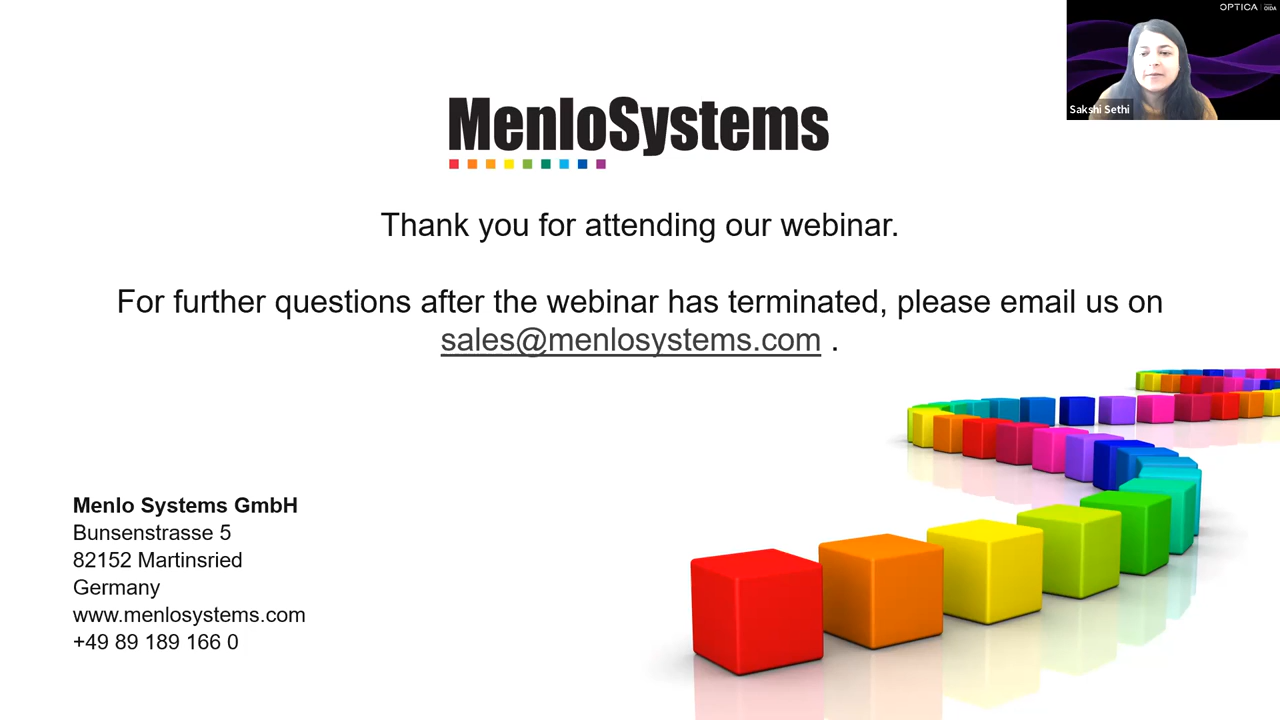 OPTICA
OIDA
Sakshi Sethi
MenloSystems
Thank you for attending our webinar.
For further questions after the webinar has terminated, please email us on
sales@menlosystems.com .
Menlo Systems GmbH
Bunsenstrasse 5
82152 Martinsried
Germany
www.menlosystems.com
+49 89 189 166 0